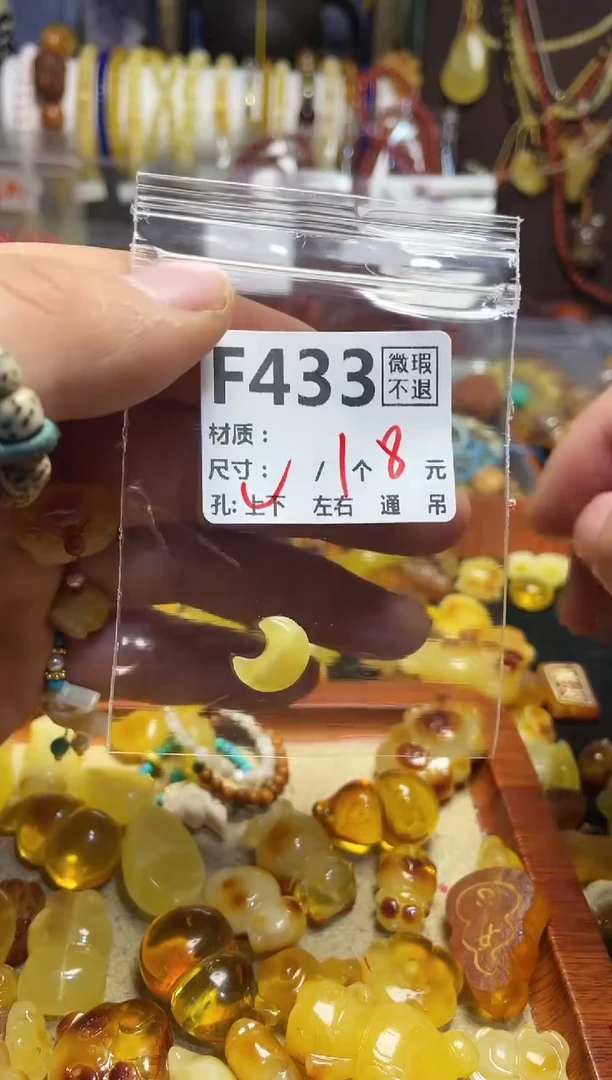 F433 微瑕
不退
材质：
尺寸： / 1个 8 元
孔: 上下 左右 通 吊